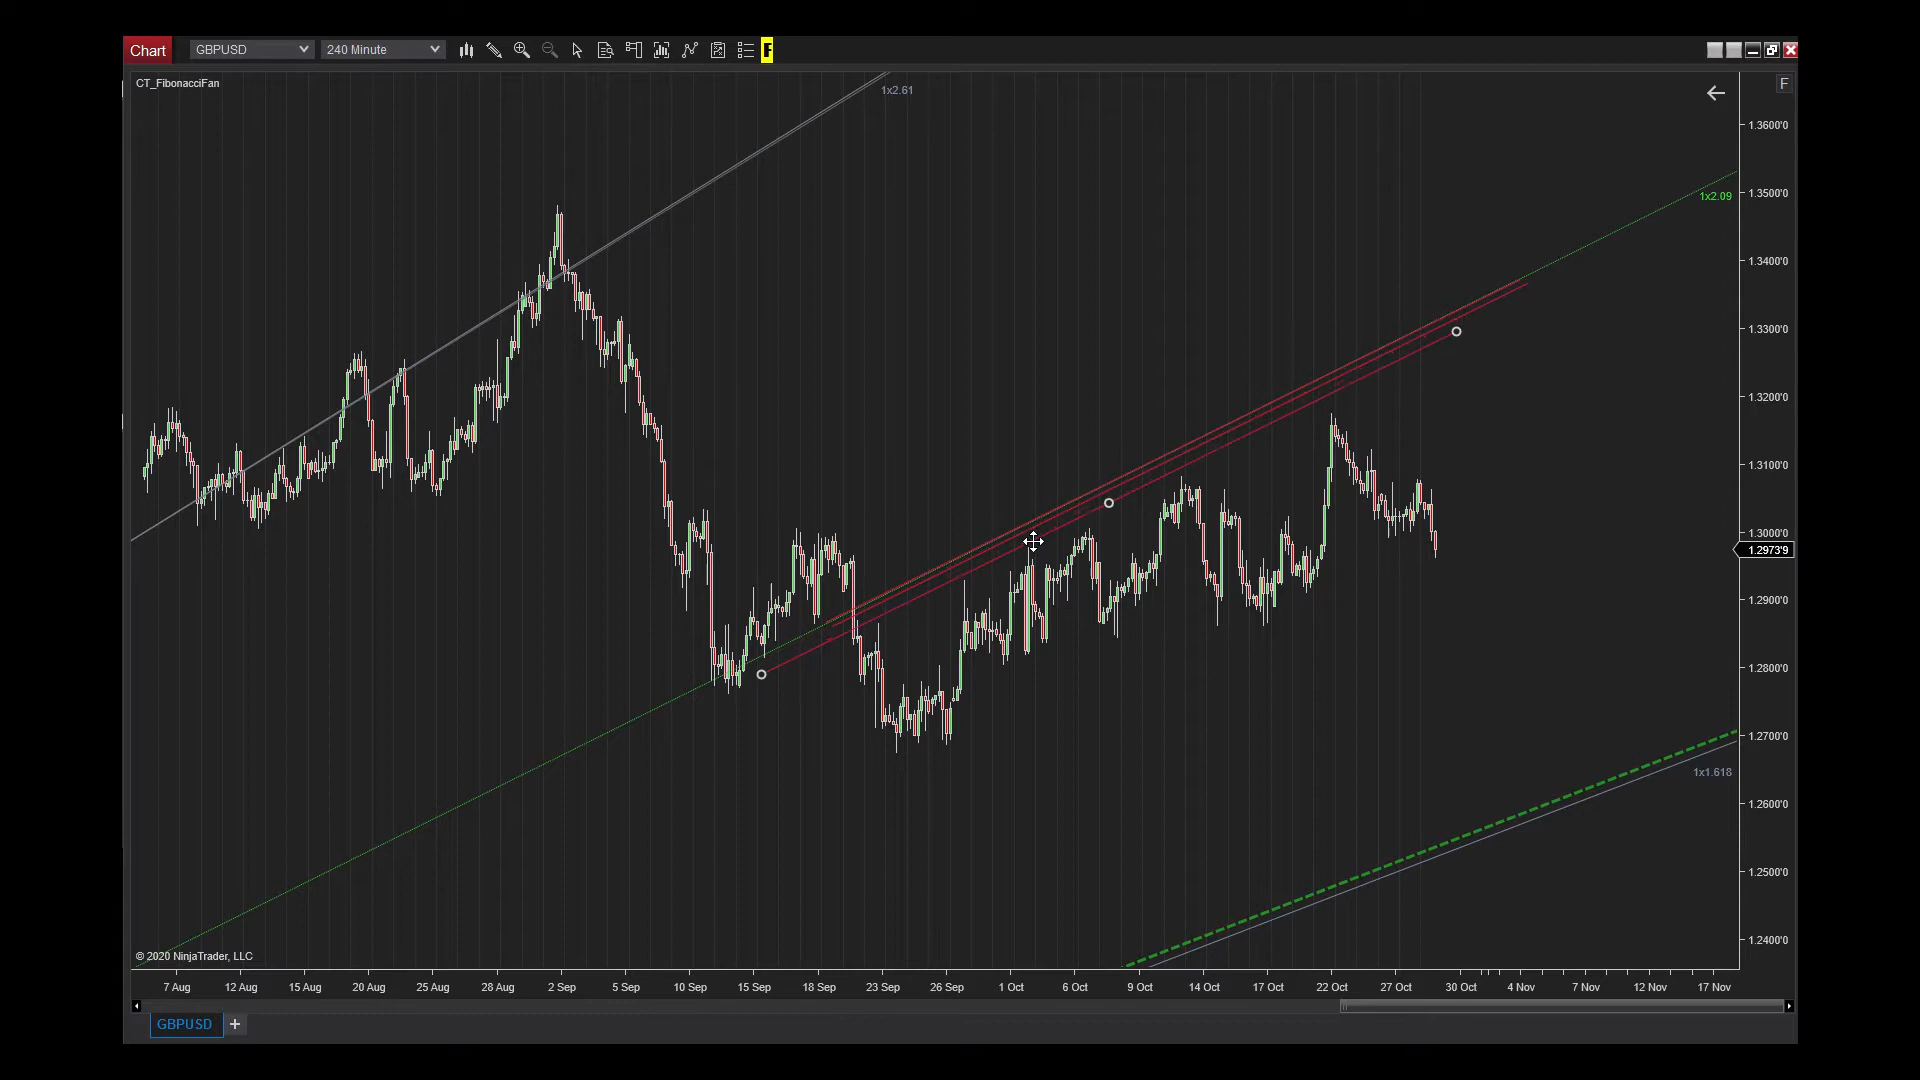 Chart GBPUSD 240 Minute F
CT_FibonacciFan
F
1x2.61
1.3600'0
1.3500'0
1x2.09
1.3400'0
1.3300'0
1.3200'0
1.3100'0
1.3000'0
1.2973'9
1.2900'0
1.2800'0
1.2700'0
1x1.618
1.2600'0
1.2500'0
1.2400'0
© 2020 NinjaTrader, LLC
7 Aug 12 Aug 15 Aug 20 Aug 25 Aug 28 Aug 2 Sep 5 Sep 10 Sep 15 Sep 18 Sep 23 Sep 26 Sep 1 Oct 6 Oct 9 Oct 14 Oct 17 Oct 22 Oct 27 Oct 30 Oct 4 Nov 7 Nov 12 Nov 17 Nov
GBPUSD +